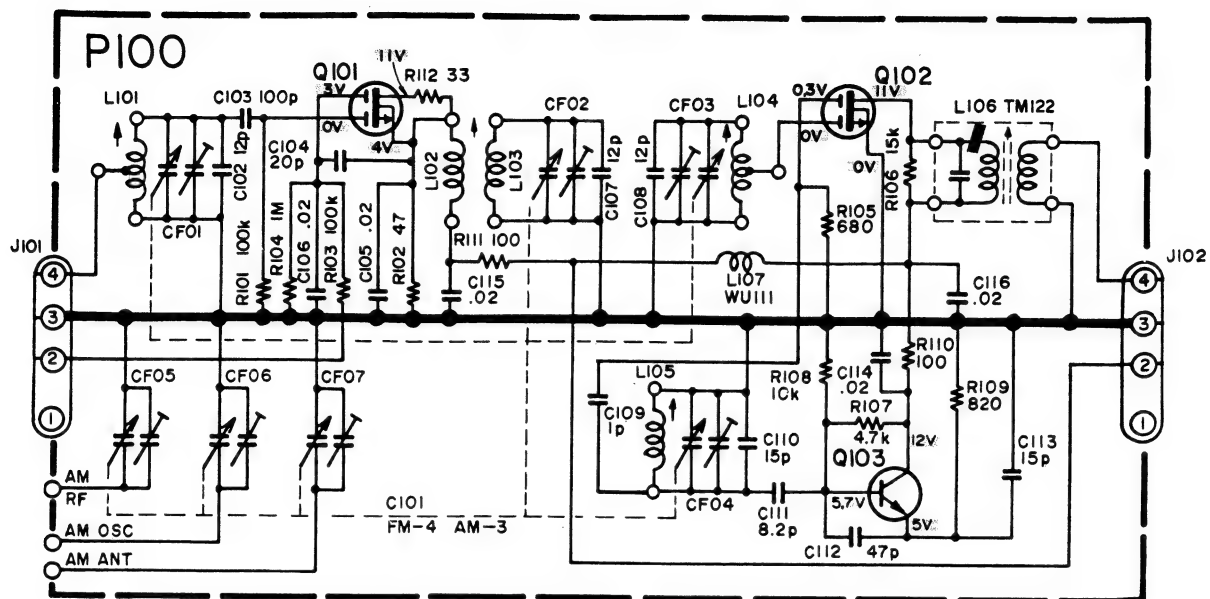 P100
L101
C103 100p
Q101
11V
R112 33
3V
0V
4V
C104
20p
C102 12p
CF01
L102
L103
CF02
C107 12p
C108 12p
CF03
L104
Q102
0.3V
11V
0V
0V
R106 15k
L106 TM122
J101
4
3
2
1
R101 100k
R104 1M
C106 .02
R103 100k
C105 .02
R102 47
R111 100
C115
.02
L107
WU111
R105
680
C116
.02
J102
4
3
2
1
CF05
CF06
CF07
L105
C109
1p
R108
10k
C114
.02
R110
100
R107
4.7k
12V
R109
820
C113
15p
C110
15p
Q103
5.7V
5V
CF04
C111
8.2p
C112 47p
AM
RF
AM OSC
AM ANT
C101
FM-4 AM-3